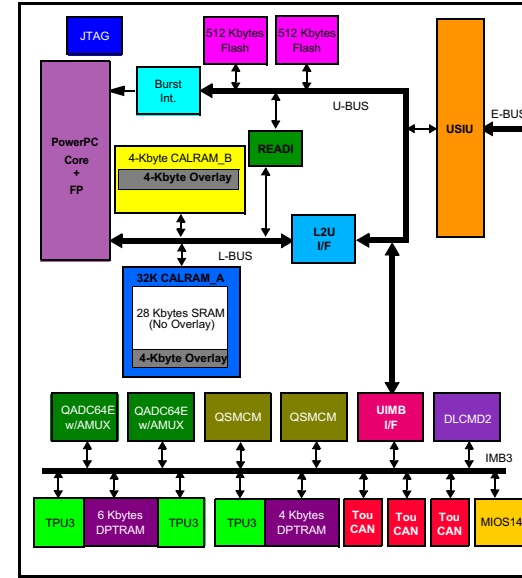 JTAG
512 Kbytes
Flash
512 Kbytes
Flash
Burst
Int.
U-BUS
E-BUS
USIU
PowerPC
Core
+
FP
READI
4-Kbyte CALRAM_B
4-Kbyte Overlay
L2U
I/F
L-BUS
32K CALRAM_A
28 Kbytes SRAM
(No Overlay)
4-Kbyte Overlay
QADC64E
w/AMUX
QADC64E
w/AMUX
QSMCM
QSMCM
UIMB
I/F
DLCMD2
IMB3
TPU3
6 Kbytes
DPTRAM
TPU3
TPU3
4 Kbytes
DPTRAM
Tou
CAN
Tou
CAN
Tou
CAN
MIOS14